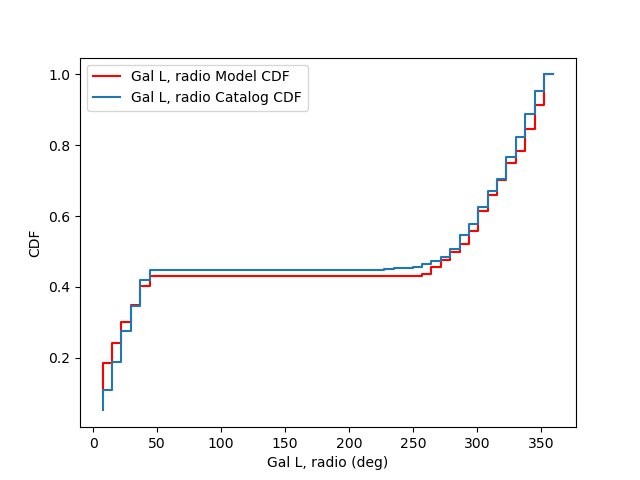 Gal L, radio Model CDF
Gal L, radio Catalog CDF
1.0
0.8
0.6
0.4
0.2
CDF
0 50 100 150 200 250 300 350
Gal L, radio (deg)